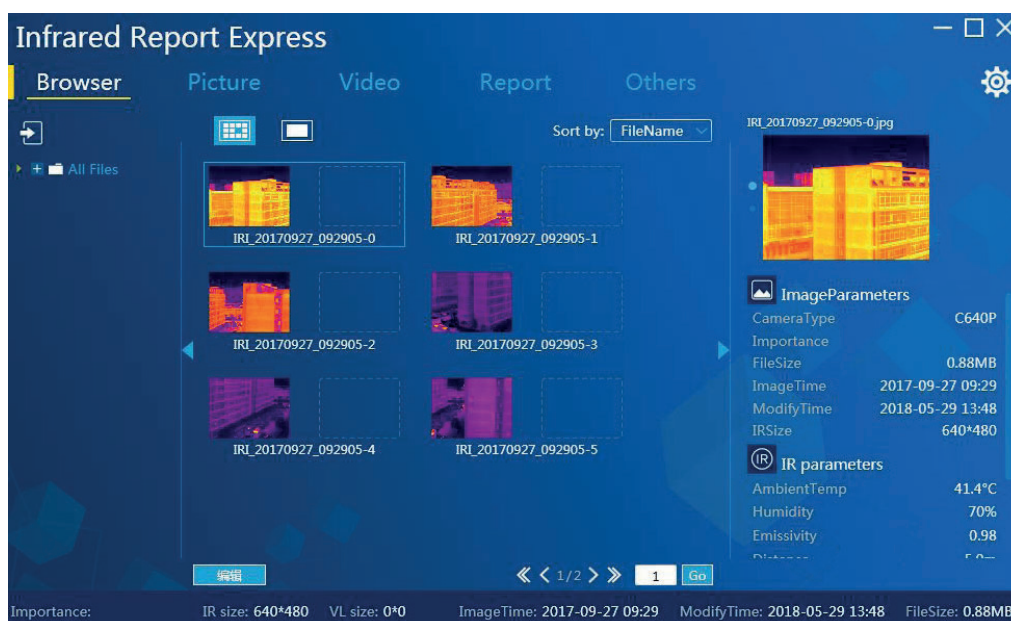 Infrared Report Express
Browser Picture Video Report Others
Sort by: FileName
All Files
IRI_20170927_092905-0 IRI_20170927_092905-1
IRI_20170927_092905-2 IRI_20170927_092905-3
IRI_20170927_092905-4 IRI_20170927_092905-5
编辑
1/2 1 Go
IRI_20170927_092905-0.jpg
ImageParameters
CameraType C640P
Importance
FileSize 0.88MB
ImageTime 2017-09-27 09:29
ModifyTime 2018-05-29 13:48
IRSize 640*480
IR IR parameters
AmbientTemp 41.4°C
Humidity 70%
Emissivity 0.98
Importance: IR size: 640*480 VL size: 0*0 ImageTime: 2017-09-27 09:29 ModifyTime: 2018-05-29 13:48 FileSize: 0.88MB